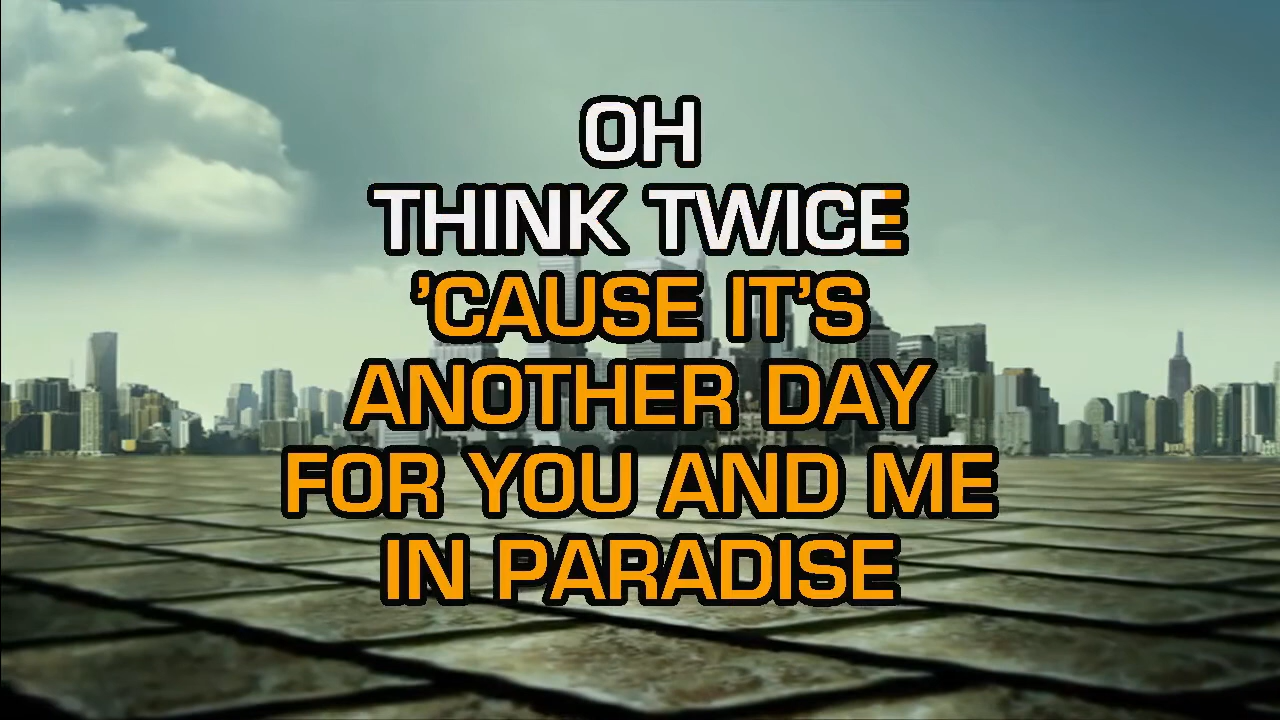 OH
THINK TWICE
’CAUSE IT’S
ANOTHER DAY
FOR YOU AND ME
IN PARADISE